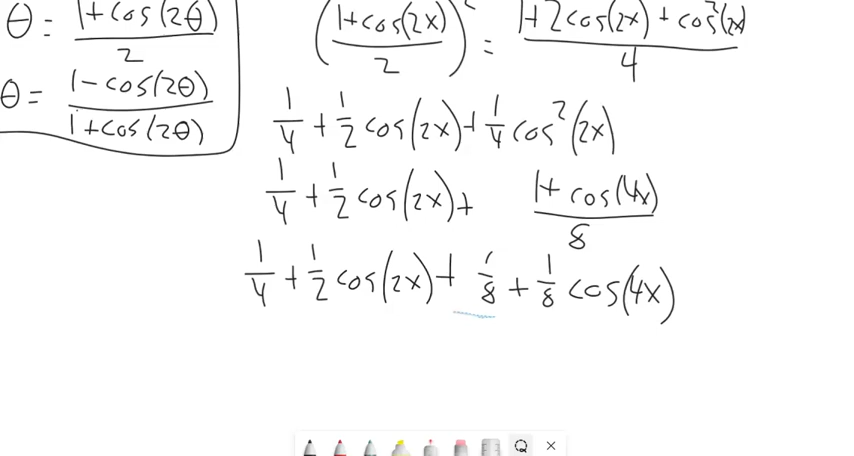 θ = (1+cos(2θ))/2
θ = (1-cos(2θ))/(1+cos(2θ))
((1+cos(2x))/2)² = (1+2cos(2x)+cos²(2x))/4
1/4 + 1/2 cos(2x) + 1/4 cos²(2x)
1/4 + 1/2 cos(2x) + (1+cos(4x))/8
1/4 + 1/2 cos(2x) + 1/8 + 1/8 cos(4x)